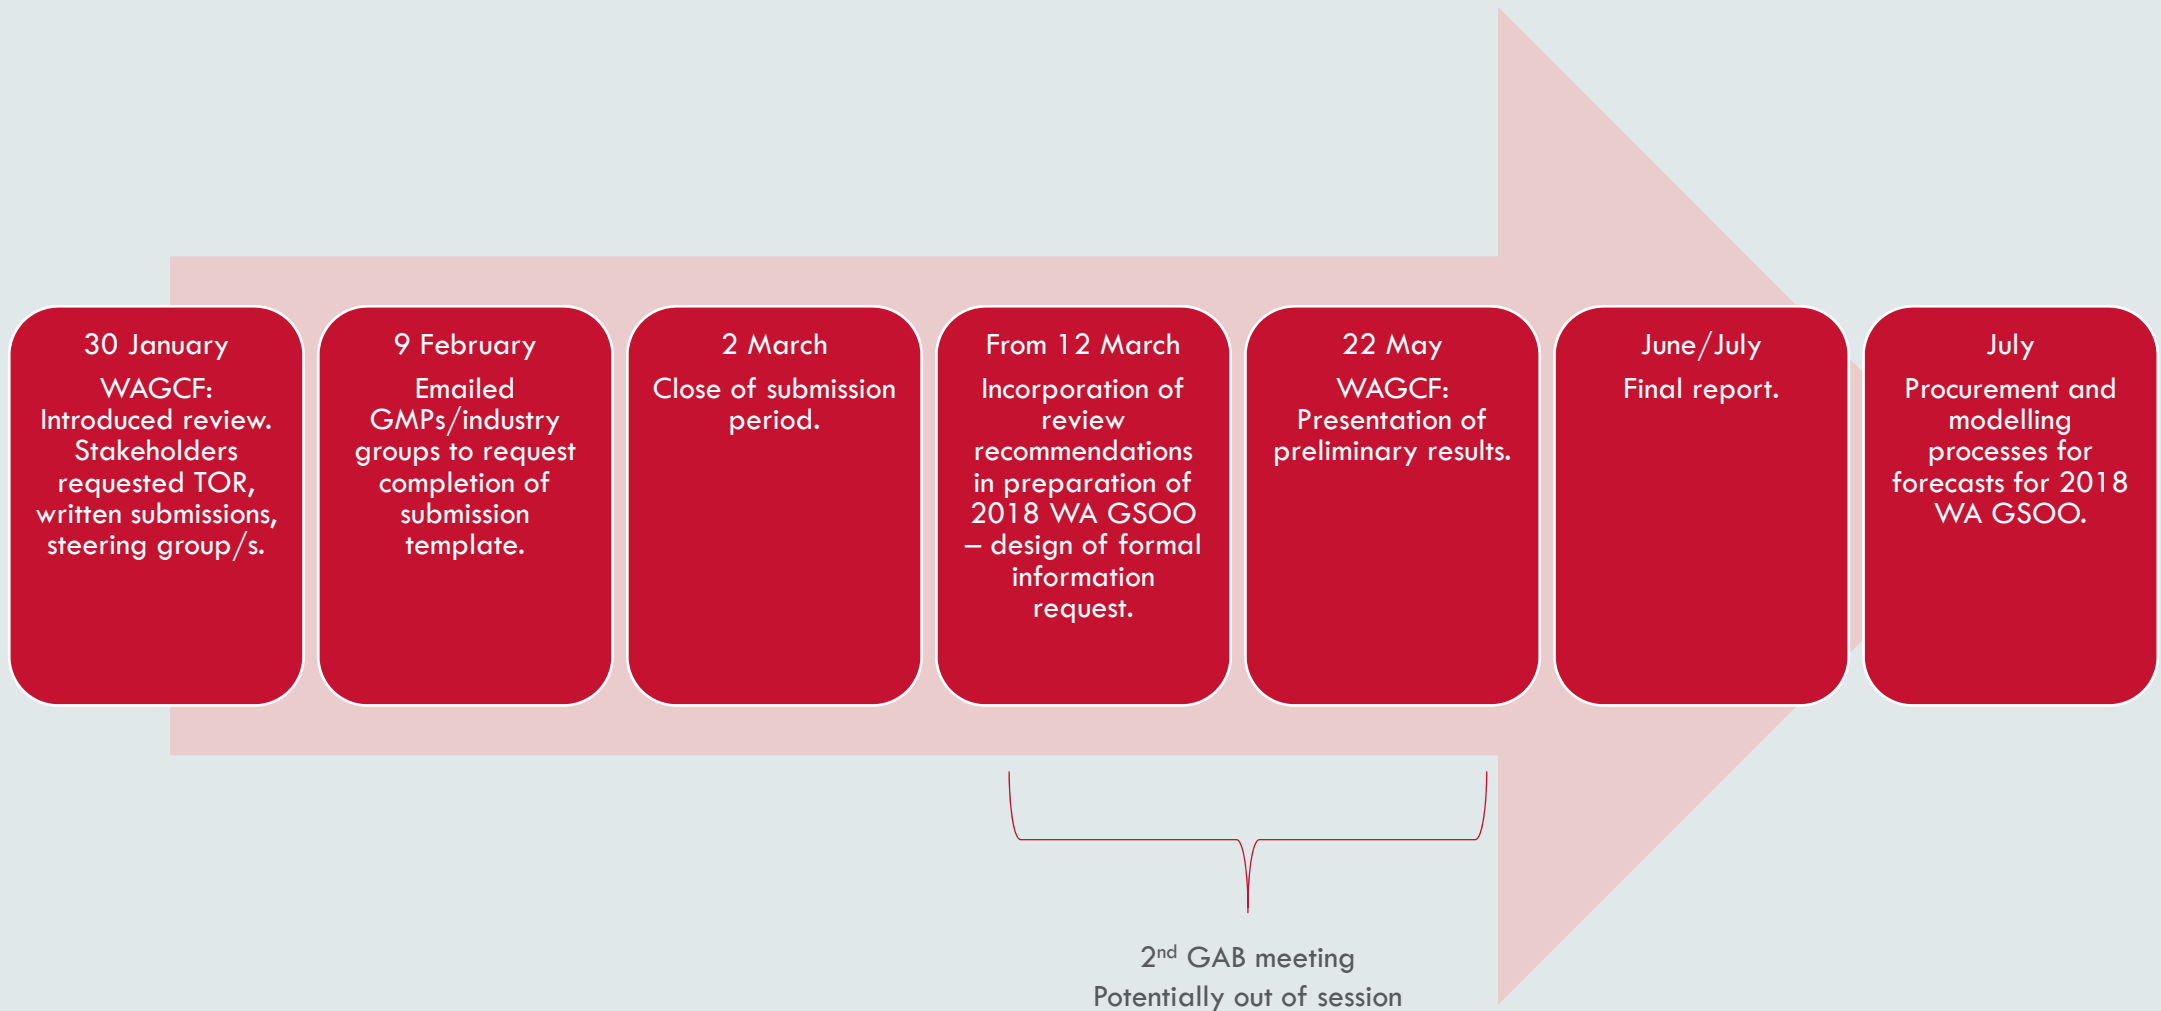 30 January
WAGCF:
Introduced review.
Stakeholders
requested TOR,
written submissions,
steering group/s.
9 February
Emailed
GMPs/industry
groups to request
completion of
submission
template.
2 March
Close of submission
period.
From 12 March
Incorporation of
review
recommendations
in preparation of
2018 WA GSOO
– design of formal
information
request.
22 May
WAGCF:
Presentation of
preliminary results.
June/July
Final report.
July
Procurement and
modelling
processes for
forecasts for 2018
WA GSOO.
2nd GAB meeting
Potentially out of session